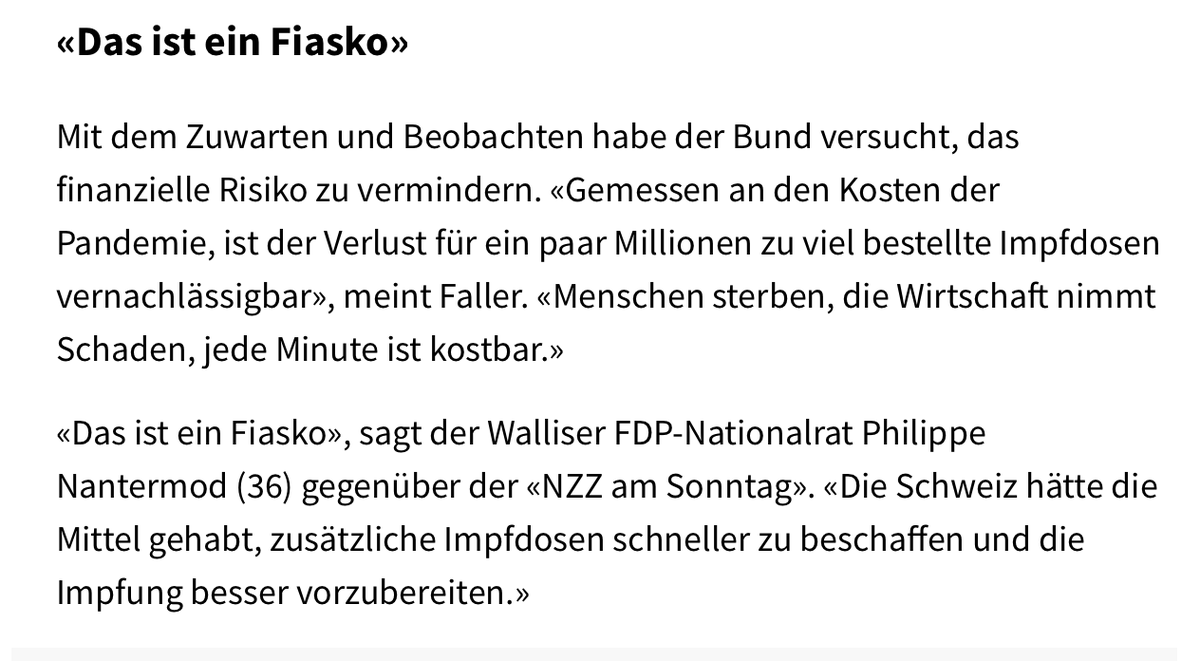 «Das ist ein Fiasko»
Mit dem Zuwarten und Beobachten habe der Bund versucht, das
finanzielle Risiko zu vermindern. «Gemessen an den Kosten der
Pandemie, ist der Verlust für ein paar Millionen zu viel bestellte Impfdosen
vernachlässigbar», meint Faller. «Menschen sterben, die Wirtschaft nimmt
Schaden, jede Minute ist kostbar.»
«Das ist ein Fiasko», sagt der Walliser FDP-Nationalrat Philippe
Nantermod (36) gegenüber der «NZZ am Sonntag». «Die Schweiz hätte die
Mittel gehabt, zusätzliche Impfdosen schneller zu beschaffen und die
Impfung besser vorzubereiten.»